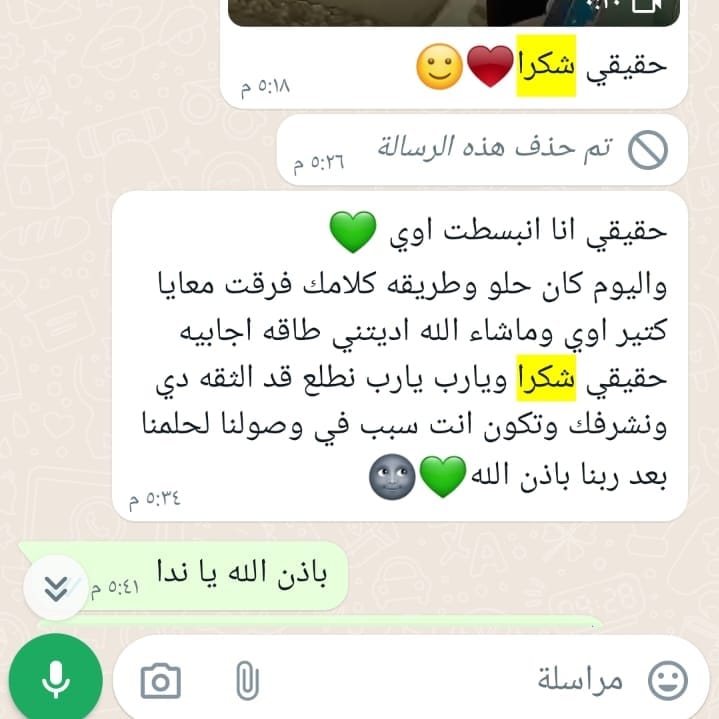 ٠:١٠
حقيقي شكرا❤️🙂
٥:١٨ م
تم حذف هذه الرسالة
٥:٢٦ م
حقيقي انا انبسطت اوي 💚
واليوم كان حلو وطريقه كلامك فرقت معايا
كتير اوي وماشاء الله اديتني طاقه اجابيه
حقيقي شكرا ويارب يارب نطلع قد الثقه دي
ونشرفك وتكون انت سبب في وصولنا لحلمنا
بعد ربنا باذن الله💚🌚
٥:٣٤ م
باذن الله يا ندا
٥:٤١ م
مراسلة